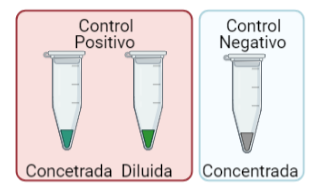 Control
Positivo
Concetrada Diluida
Control
Negativo
Concentrada